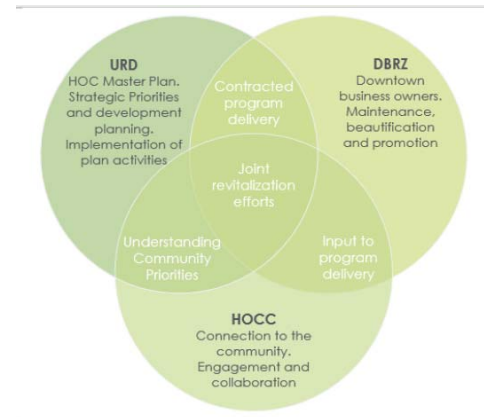 URD
HOC Master Plan.
Strategic Priorities
and development
planning.
Implementation of
plan activities
Contracted
program
delivery
DBRZ
Downtown
business owners.
Maintenance,
beautification
and promotion
Joint
revitalization
efforts
Understanding
Community
Priorities
Input to
program
delivery
HOCC
Connection to the
community.
Engagement and
collaboration